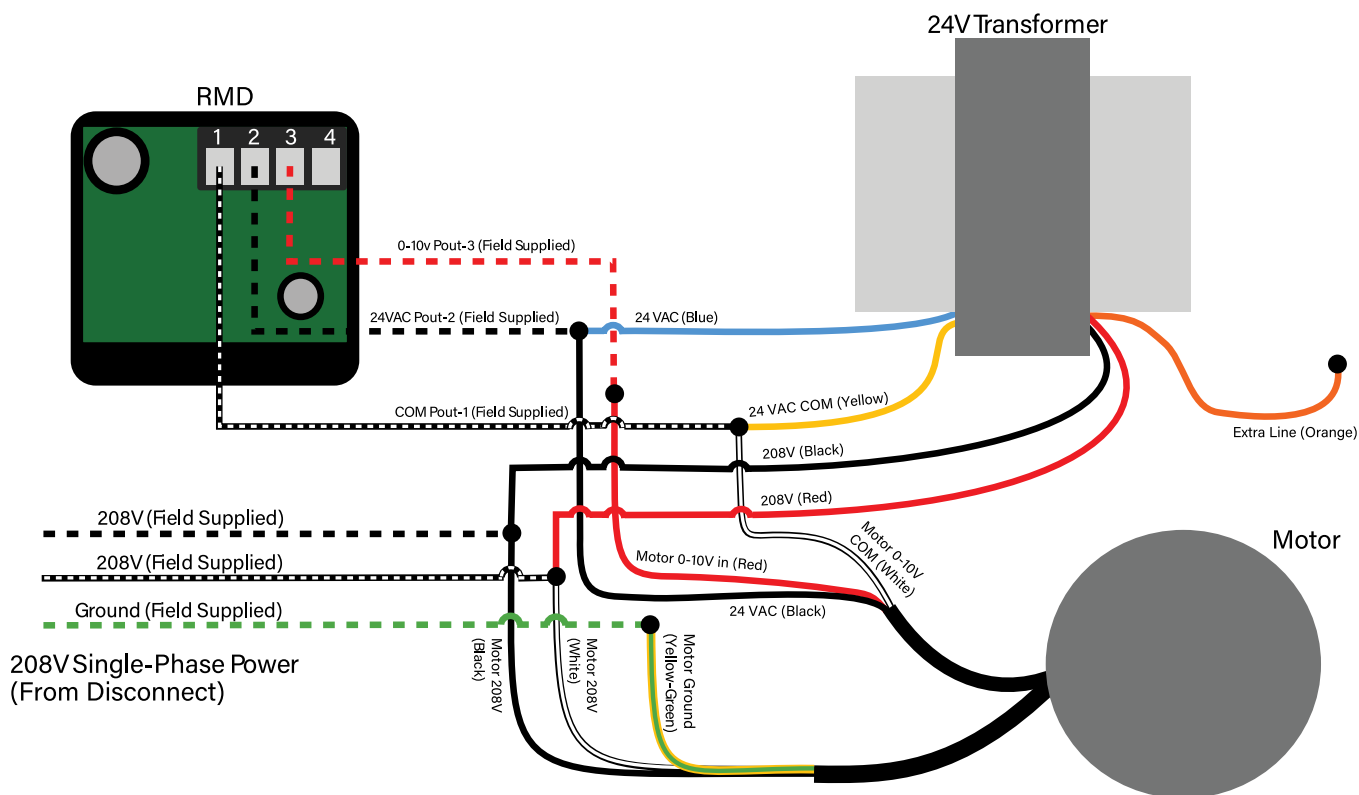 24V Transformer
RMD
1 2 3 4
0-10v Pout-3 (Field Supplied)
24VAC Pout-2 (Field Supplied)
24 VAC (Blue)
COM Pout-1 (Field Supplied)
24 VAC COM (Yellow)
Extra Line (Orange)
208V (Black)
208V (Red)
208V (Field Supplied)
208V (Field Supplied)
Ground (Field Supplied)
208V Single-Phase Power
(From Disconnect)
Motor 0-10V in (Red)
24 VAC (Black)
Motor 0-10V
COM (White)
Motor
Motor 208V
(Black)
Motor 208V
(White)
Motor Ground
(Yellow-Green)